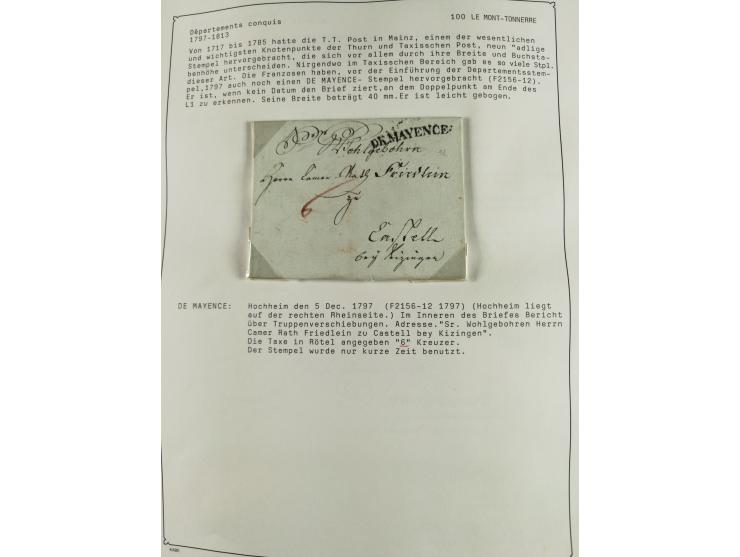 Départements conquis
1797-1813
100 LE MONT-TONNERRE
Von 1717 bis 1785 hatte die T.T. Post in Mainz, einem der wesentlichen
und wichtigsten Knotenpunkte der Thurn und Taxisschen Post, neun "adlige
Stempel hervorgebracht, die sich vor allem durch ihre Breite und Buchsta-
benhöhe unterscheiden. Nirgendwo im Taxisschen Bereich gab es so viele Stpl.
dieser Art. Die Franzosen haben, vor der Einführung der Departementsstem-
pel,1797 auch noch einen DE MAYENCE- Stempel hervorgebracht (F2156-12).
Er ist, wenn kein Datum den Brief ziert,an dem Doppelpunkt am Ende des
L1 zu erkennen. Seine Breite beträgt 40 mm.Er ist leicht gebogen.
DE MAYENCE:
Wohlgebohrn
Herrn Camer Rath Friedlein
zu
6
Castell
bey Kizingen
DE MAYENCE:
Hochheim den 5 Dec. 1797 (F2156-12 1797) (Hochheim liegt
auf der rechten Rheinseite.) Im Inneren des Briefes Bericht
über Truppenverschiebungen. Adresse."Sr. Wohlgebohren Herrn
Camer Rath Friedlein zu Castell bey Kizingen".
Die Taxe in Rötel angegeben "6" Kreuzer.
Der Stempel wurde nur kurze Zeit benutzt.